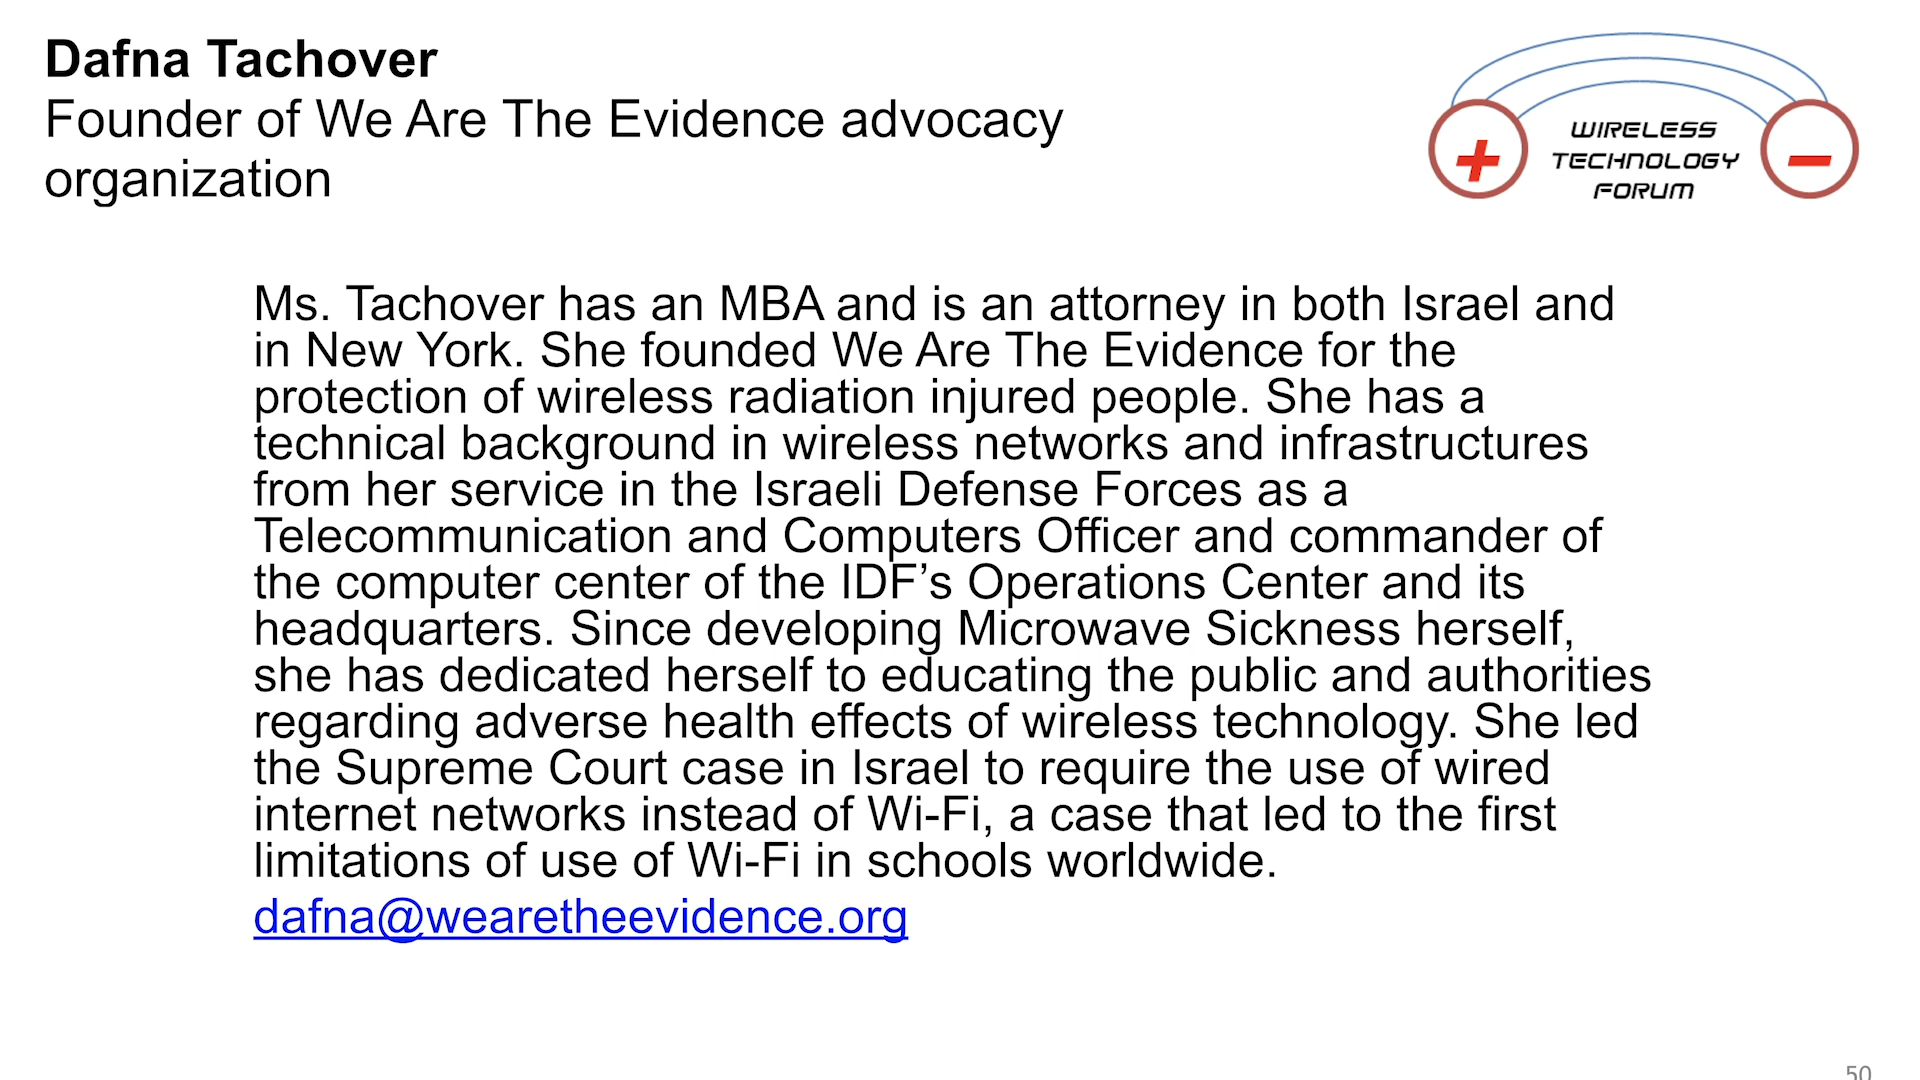 Dafna Tachover
Founder of We Are The Evidence advocacy
organization
+
WIRELESS
TECHNOLOGY
FORUM
−
Ms. Tachover has an MBA and is an attorney in both Israel and
in New York. She founded We Are The Evidence for the
protection of wireless radiation injured people. She has a
technical background in wireless networks and infrastructures
from her service in the Israeli Defense Forces as a
Telecommunication and Computers Officer and commander of
the computer center of the IDF’s Operations Center and its
headquarters. Since developing Microwave Sickness herself,
she has dedicated herself to educating the public and authorities
regarding adverse health effects of wireless technology. She led
the Supreme Court case in Israel to require the use of wired
internet networks instead of Wi-Fi, a case that led to the first
limitations of use of Wi-Fi in schools worldwide.
dafna@wearetheevidence.org
50